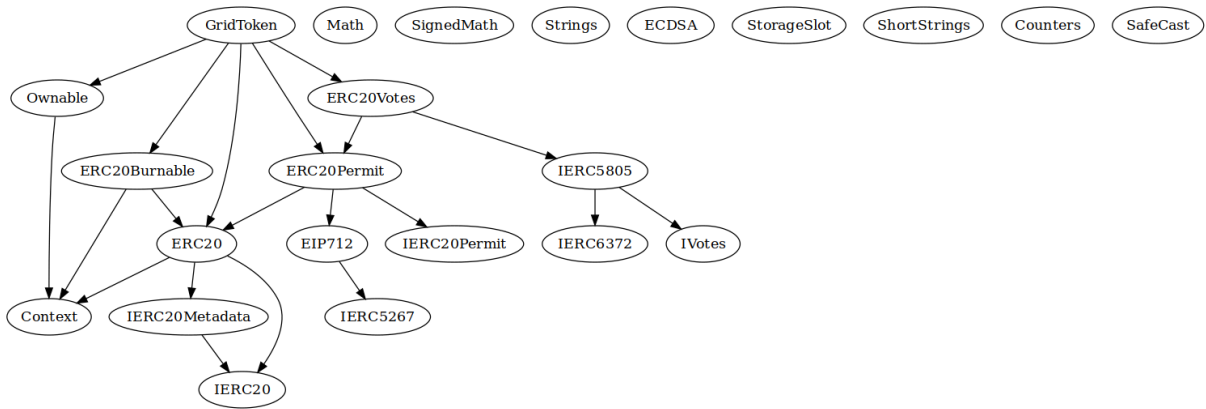 GridToken
Math
SignedMath
Strings
ECDSA
StorageSlot
ShortStrings
Counters
SafeCast
Ownable
ERC20Votes
ERC20Burnable
ERC20Permit
IERC5805
ERC20
EIP712
IERC20Permit
IERC6372
IVotes
Context
IERC20Metadata
IERC5267
IERC20